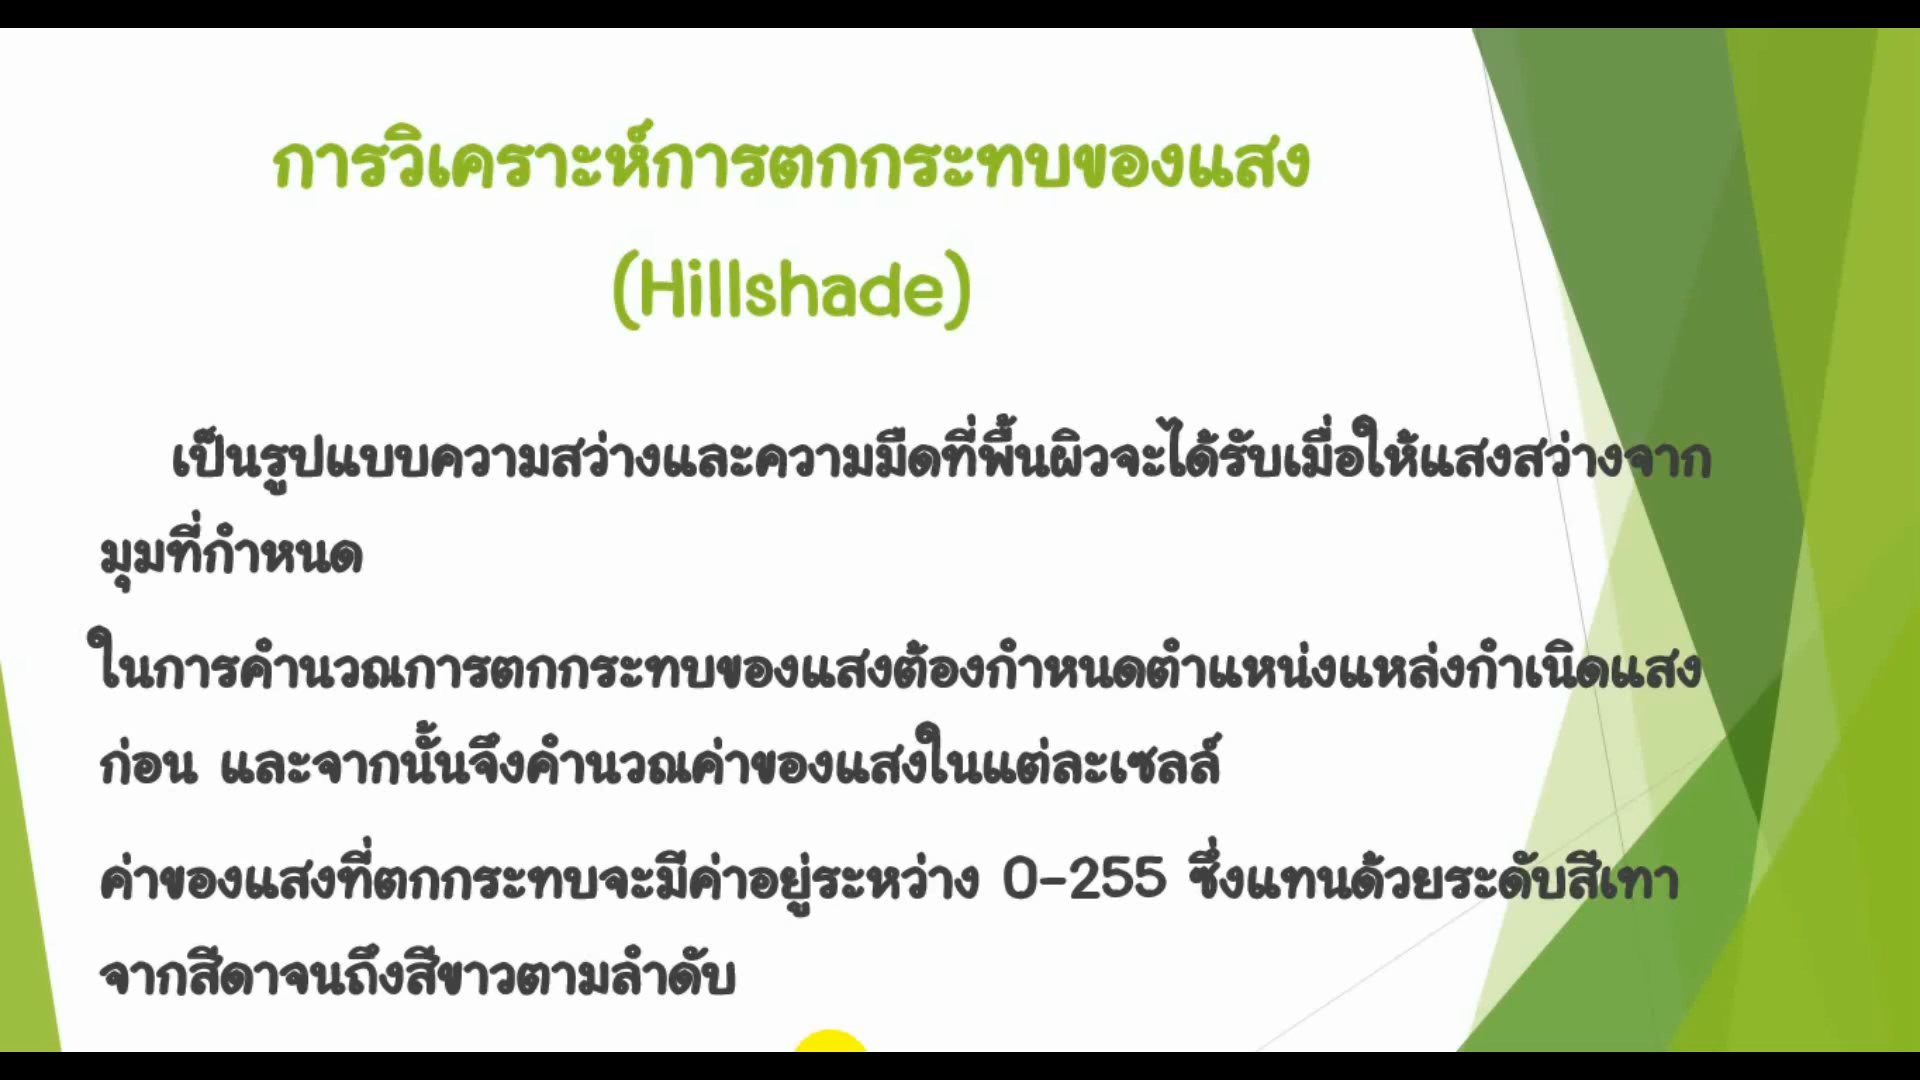 การวิเคราะห์การตกกระทบของแสง
(Hillshade)
เป็นรูปแบบความสว่างและความมืดที่พื้นผิวจะได้รับเมื่อให้แสงสว่างจาก
มุมที่กำหนด
ในการคำนวณการตกกระทบของแสงต้องกำหนดตำแหน่งแหล่งกำเนิดแสง
ก่อน และจากนั้นจึงคำนวณค่าของแสงในแต่ละเซลล์
ค่าของแสงที่ตกกระทบจะมีค่าอยู่ระหว่าง 0-255 ซึ่งแทนด้วยระดับสีเทา
จากสีดาจนถึงสีขาวตามลำดับ